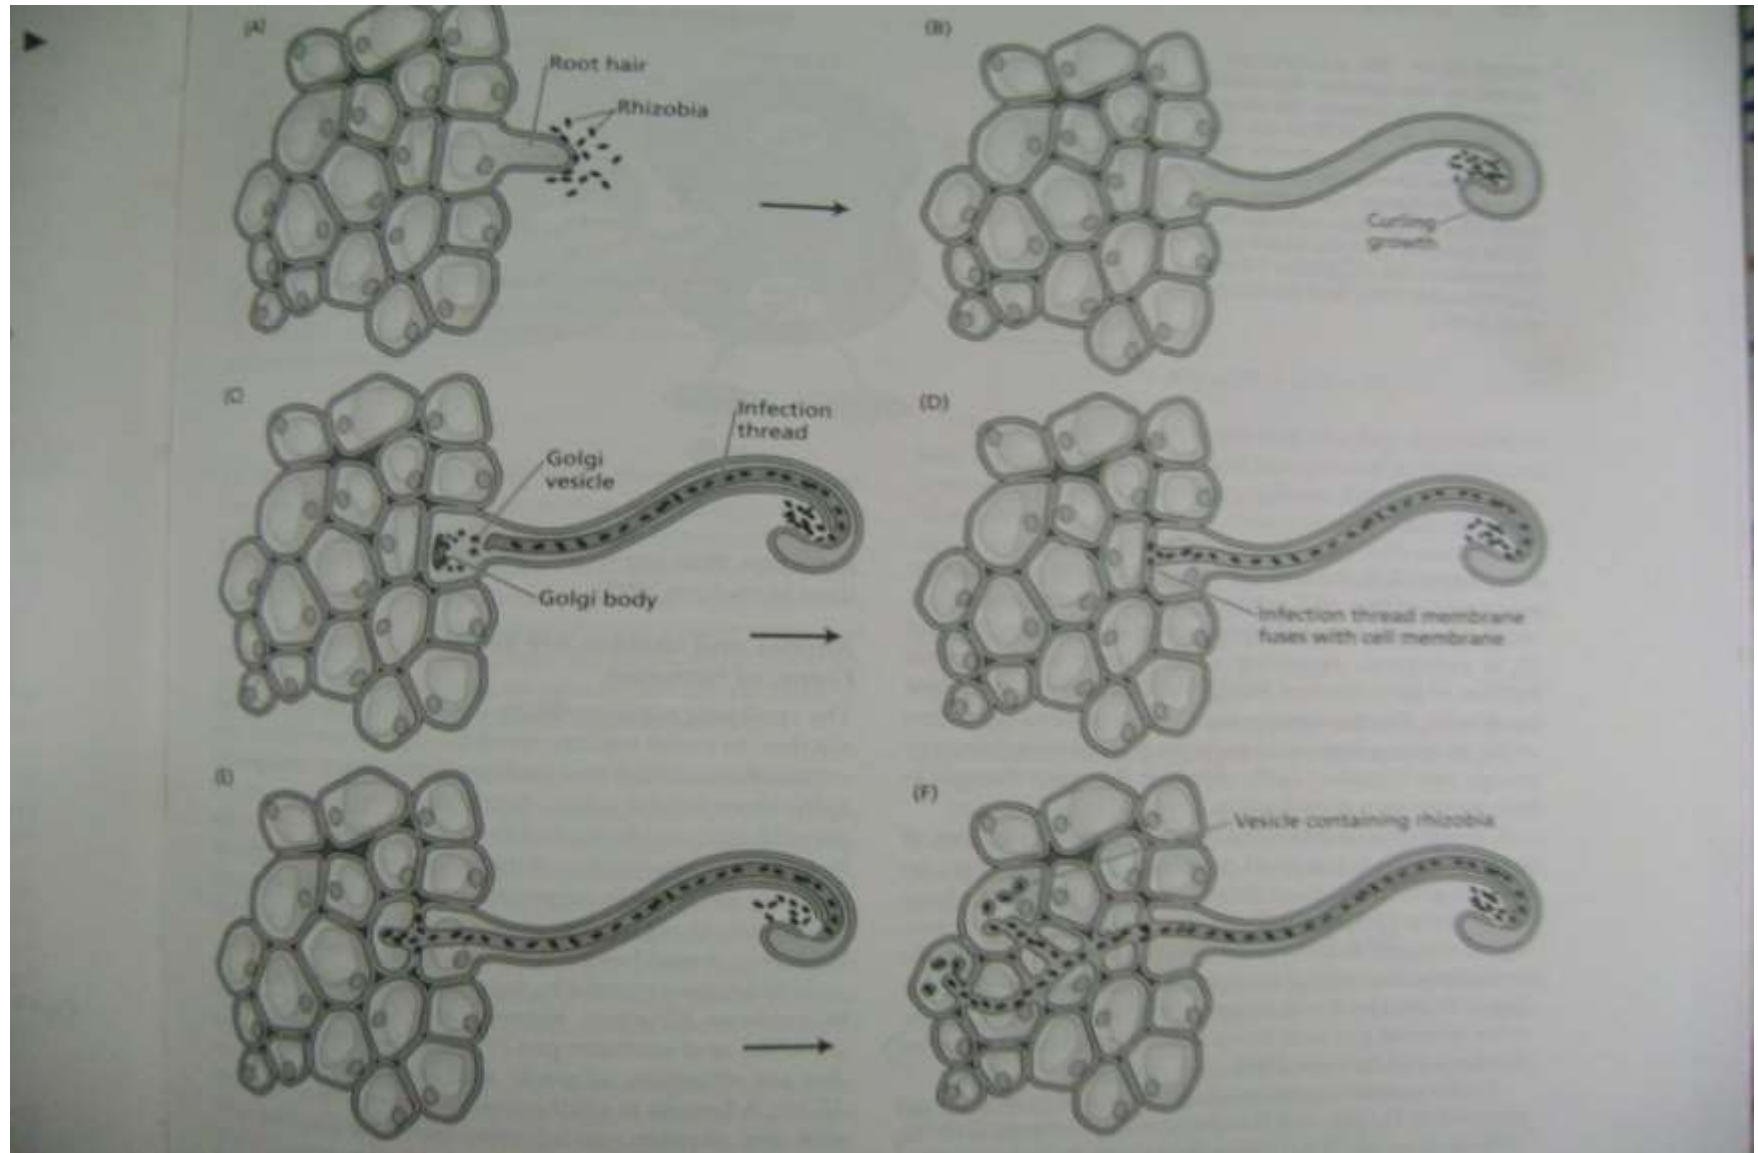 (A)
Root hair
Rhizobia
(B)
Curling
growth
(C)
Golgi
vesicle
Infection
thread
Golgi body
(D)
Infection thread membrane
fuses with cell membrane
(E)
(F)
Vesicle containing rhizobia